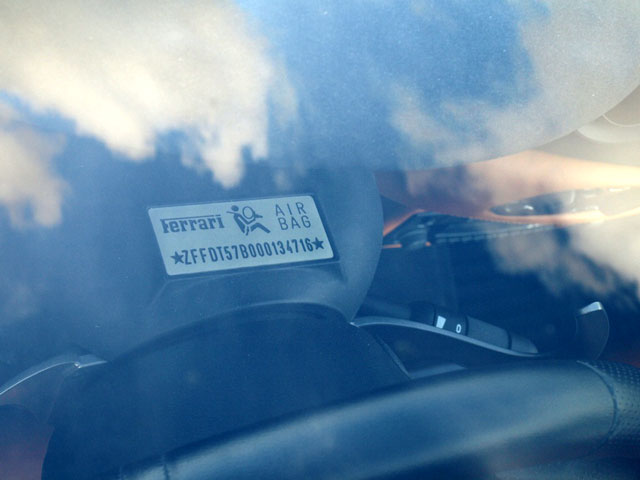 Ferrari AIR
BAG
★ZFFDT57B000134716★
O